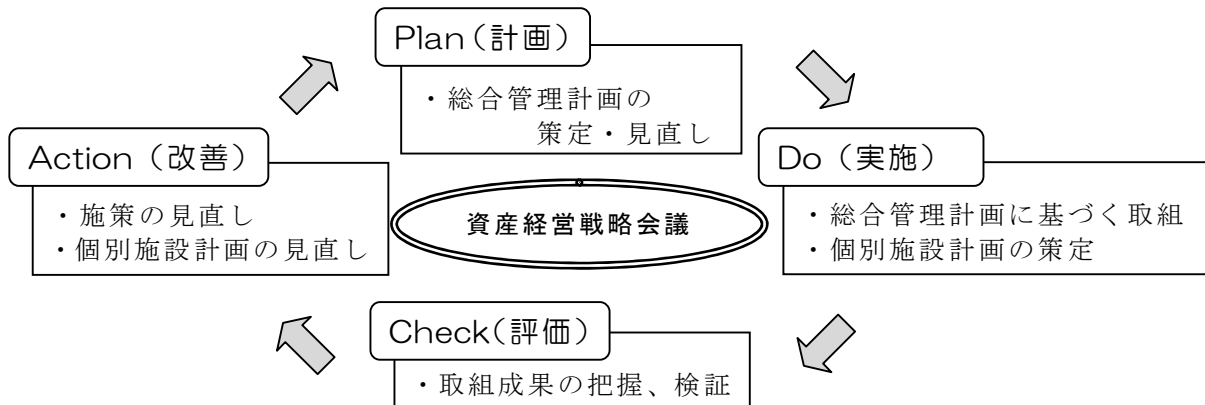 Plan（計画）
・総合管理計画の
策定・見直し
Action（改善）
・施策の見直し
・個別施設計画の見直し
資産経営戦略会議
Do（実施）
・総合管理計画に基づく取組
・個別施設計画の策定
Check（評価）
・取組成果の把握、検証